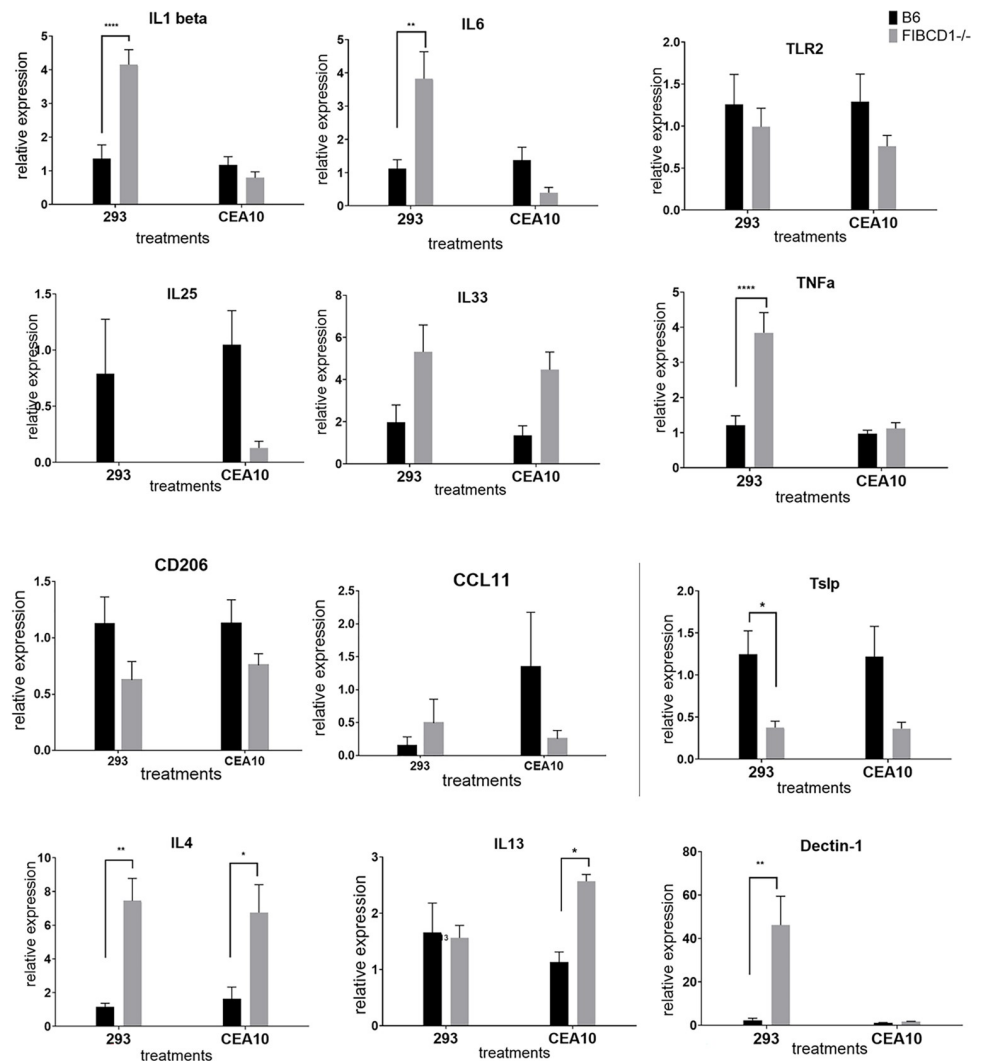 B6
FIBCD1-/-
IL1 beta
****
relative expression
5
4
3
2
1
0
293
CEA10
treatments
IL6
**
relative expression
5
4
3
2
1
0
293
CEA10
treatments
TLR2
relative expression
2.0
1.5
1.0
0.5
0.0
293
CEA10
treatments
IL25
relative expression
1.5
1.0
0.5
0.0
293
CEA10
treatments
IL33
relative expression
8
6
4
2
0
293
CEA10
treatments
TNFa
****
relative expression
5
4
3
2
1
0
293
CEA10
treatments
CD206
relative expression
1.5
1.0
0.5
0.0
293
CEA10
treatments
CCL11
relative expression
2.5
2.0
1.5
1.0
0.5
0.0
293
CEA10
treatments
Tslp
*
relative expression
2.0
1.5
1.0
0.5
0.0
293
CEA10
treatments
IL4
**
*
relative expression
10
8
6
4
2
0
293
CEA10
treatments
IL13
*
relative expression
3
2
1
0
293
CEA10
treatments
Dectin-1
**
relative expression
80
60
40
20
0
293
CEA10
treatments